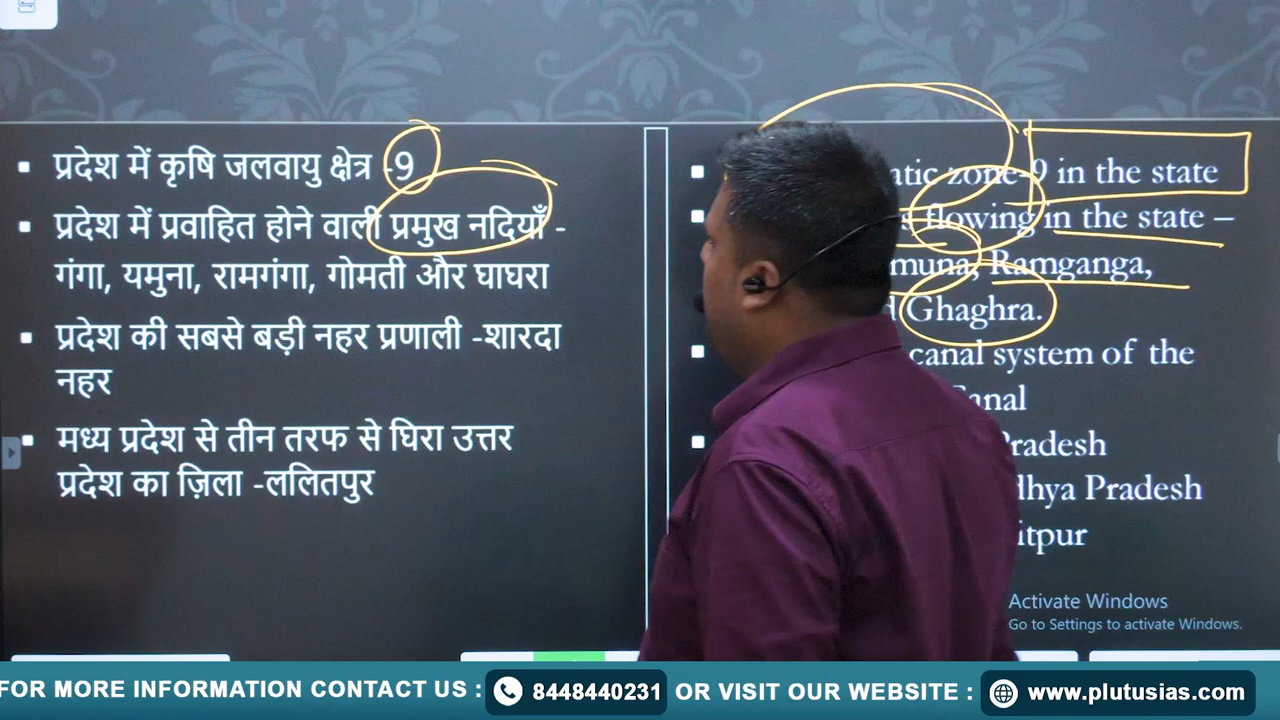 प्रदेश में कृषि जलवायु क्षेत्र -9
प्रदेश में प्रवाहित होने वाली प्रमुख नदियाँ -
गंगा, यमुना, रामगंगा, गोमती और घाघरा
प्रदेश की सबसे बड़ी नहर प्रणाली -शारदा
नहर
मध्य प्रदेश से तीन तरफ से घिरा उत्तर
प्रदेश का ज़िला -ललितपुर
zone-9 in the state
flowing in the state –
Ramganga,
Ghaghra.
canal system of the
Canal
Pradesh
Pradesh
Activate Windows
Go to Settings to activate Windows.
FOR MORE INFORMATION CONTACT US : 8448440231 OR VISIT OUR WEBSITE : www.plutusias.com